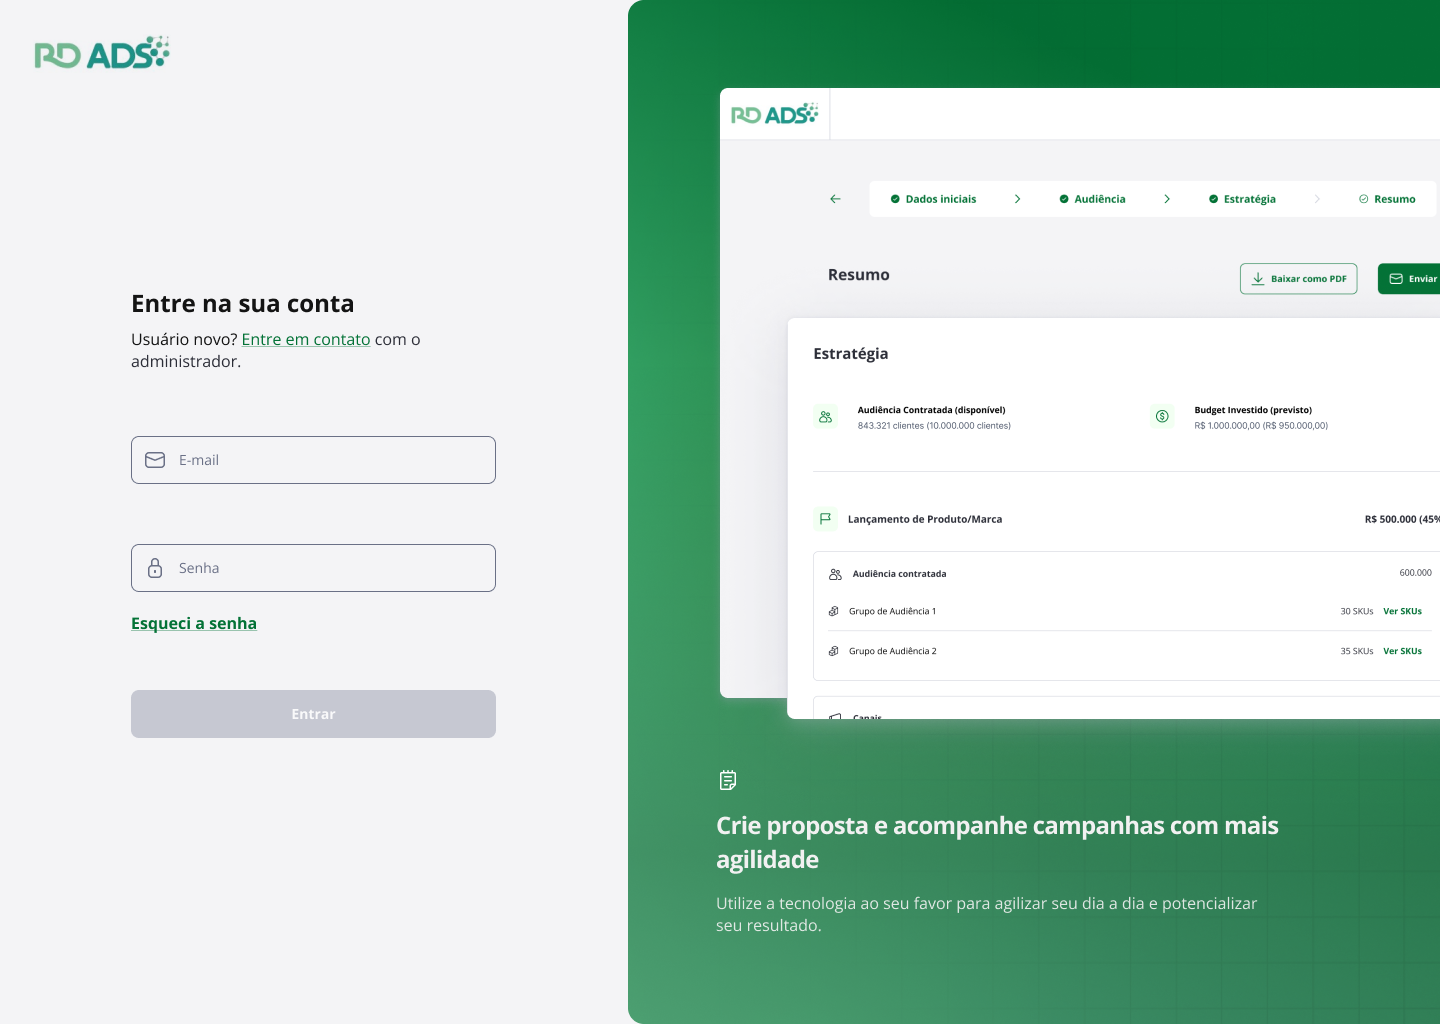 RD ADS
Entre na sua conta
Usuário novo? Entre em contato com o
administrador.
E-mail
Senha
Esqueci a senha
Entrar
RD ADS
Dados iniciais
Audiência
Estratégia
Resumo
Resumo
Baixar como PDF
Enviar
Estratégia
Audiência Contratada (disponível)
843.321 clientes (10.000.000 clientes)
Budget Investido (previsto)
R$ 1.000.000,00 (R$ 950.000,00)
Lançamento de Produto/Marca
R$ 500.000 (45%
Audiência contratada
600.000
Grupo de Audiência 1
30 SKUs Ver SKUs
Grupo de Audiência 2
35 SKUs Ver SKUs
Canais
Crie proposta e acompanhe campanhas com mais
agilidade
Utilize a tecnologia ao seu favor para agilizar seu dia a dia e potencializar
seu resultado.